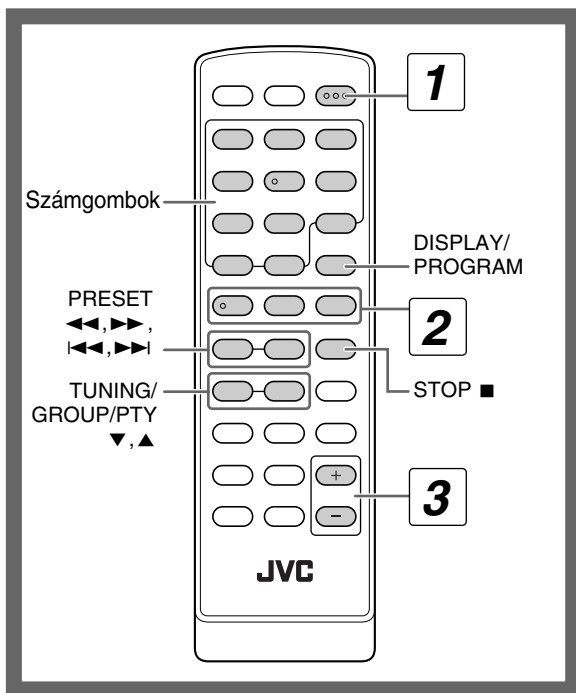 1
Számgombok
DISPLAY/
PROGRAM
PRESET
◄◄, ►►,
|◄◄, ►►|
2
TUNING/
GROUP/PTY
▼, ▲
STOP ■
+
3
−
JVC